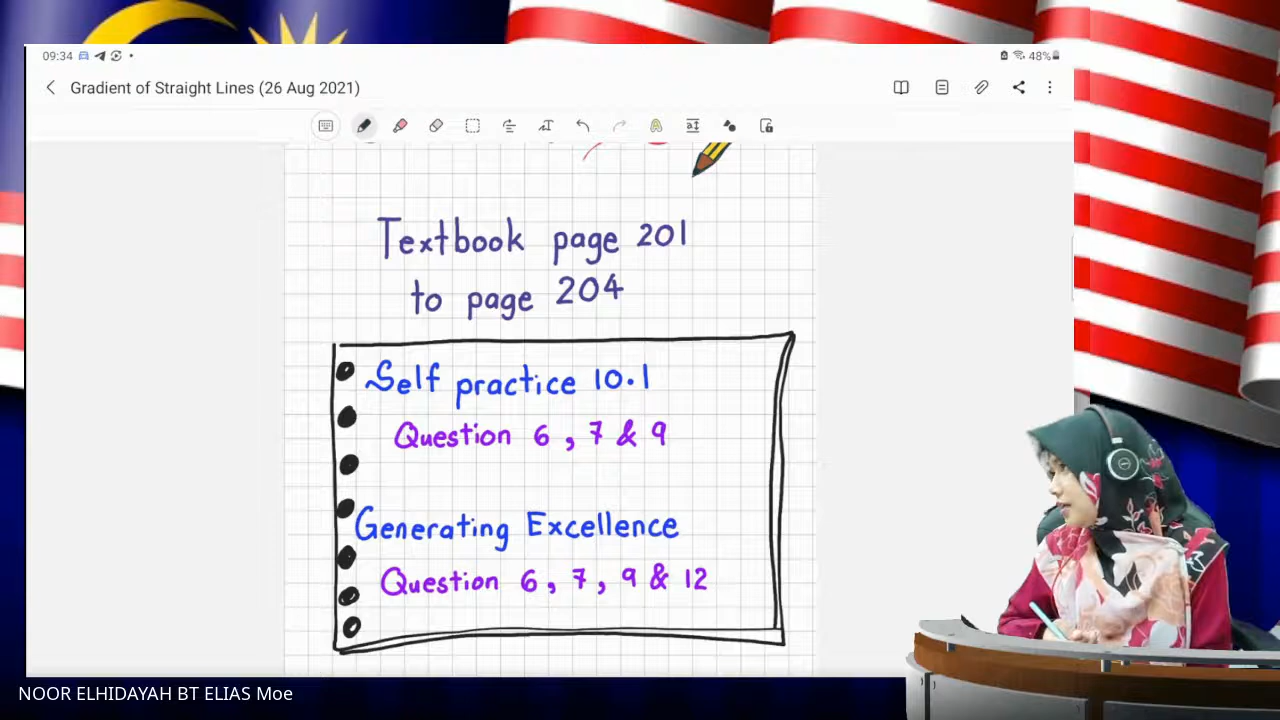 09:34
48%
Gradient of Straight Lines (26 Aug 2021)
Textbook page 201
to page 204
Self practice 10.1
Question 6, 7 & 9
Generating Excellence
Question 6, 7, 9 & 12
NOOR ELHIDAYAH BT ELIAS Moe